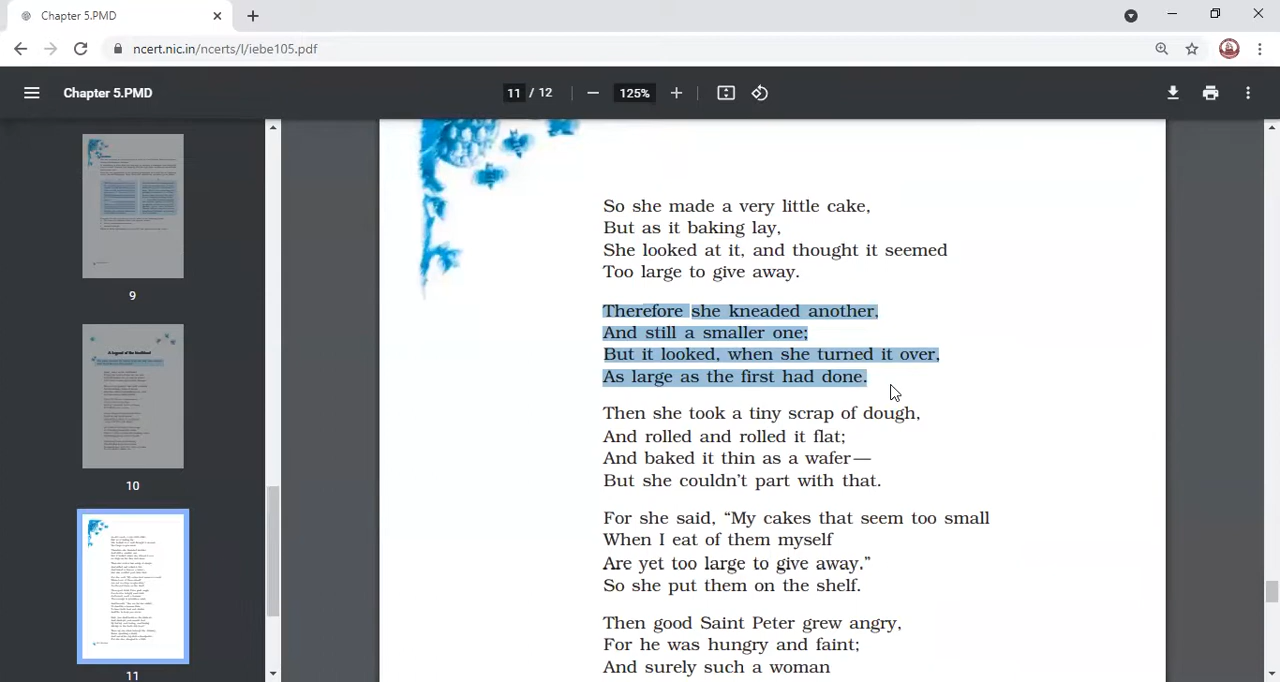 Chapter 5.PMD
ncert.nic.in/ncerts/l/iebe105.pdf
Chapter 5.PMD
11 / 12
125%
9
A Legend of the Northland
10
11
So she made a very little cake,
But as it baking lay,
She looked at it, and thought it seemed
Too large to give away.
Therefore she kneaded another,
And still a smaller one;
But it looked, when she turned it over,
As large as the first had done.
Then she took a tiny scrap of dough,
And rolled and rolled it flat;
And baked it thin as a wafer—
But she couldn't part with that.
For she said, “My cakes that seem too small
When I eat of them myself
Are yet too large to give away.”
So she put them on the shelf.
Then good Saint Peter grew angry,
For he was hungry and faint;
And surely such a woman